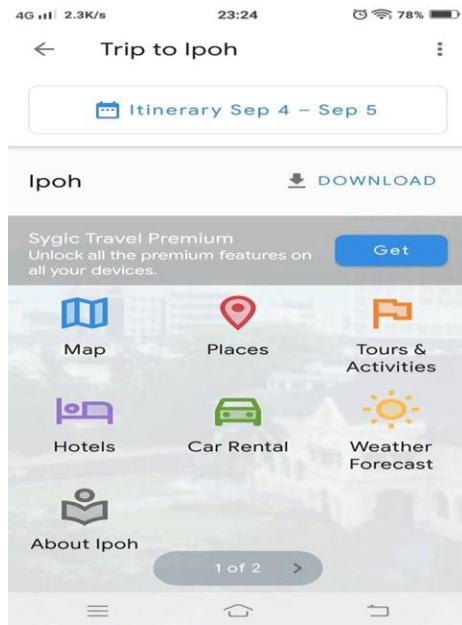 4G 2.3K/s 23:24 78%
Trip to Ipoh
Itinerary Sep 4 – Sep 5
Ipoh DOWNLOAD
Sygic Travel Premium
Unlock all the premium features on
all your devices.
Get
Map Places Tours &
Activities
Hotels Car Rental Weather
Forecast
About Ipoh
1 of 2 >